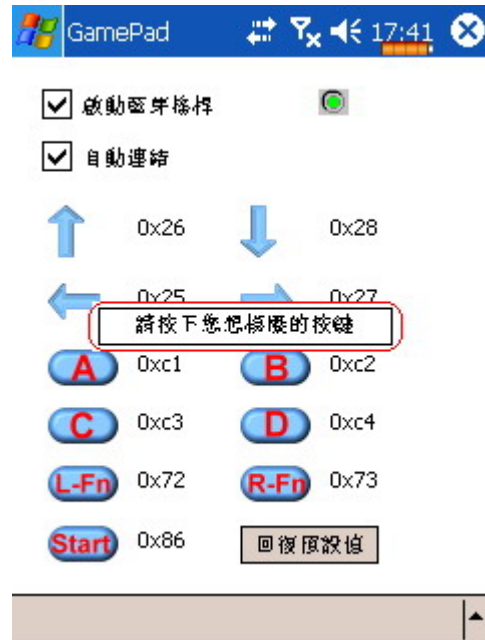 GamePad 17:41
啟動藍芽搖桿
自動連結
0x26 0x28
0x25 0x27
請按下您想模擬的按鍵
A 0xc1 B 0xc2
C 0xc3 D 0xc4
L-Fn 0x72 R-Fn 0x73
Start 0x86 回復原設值